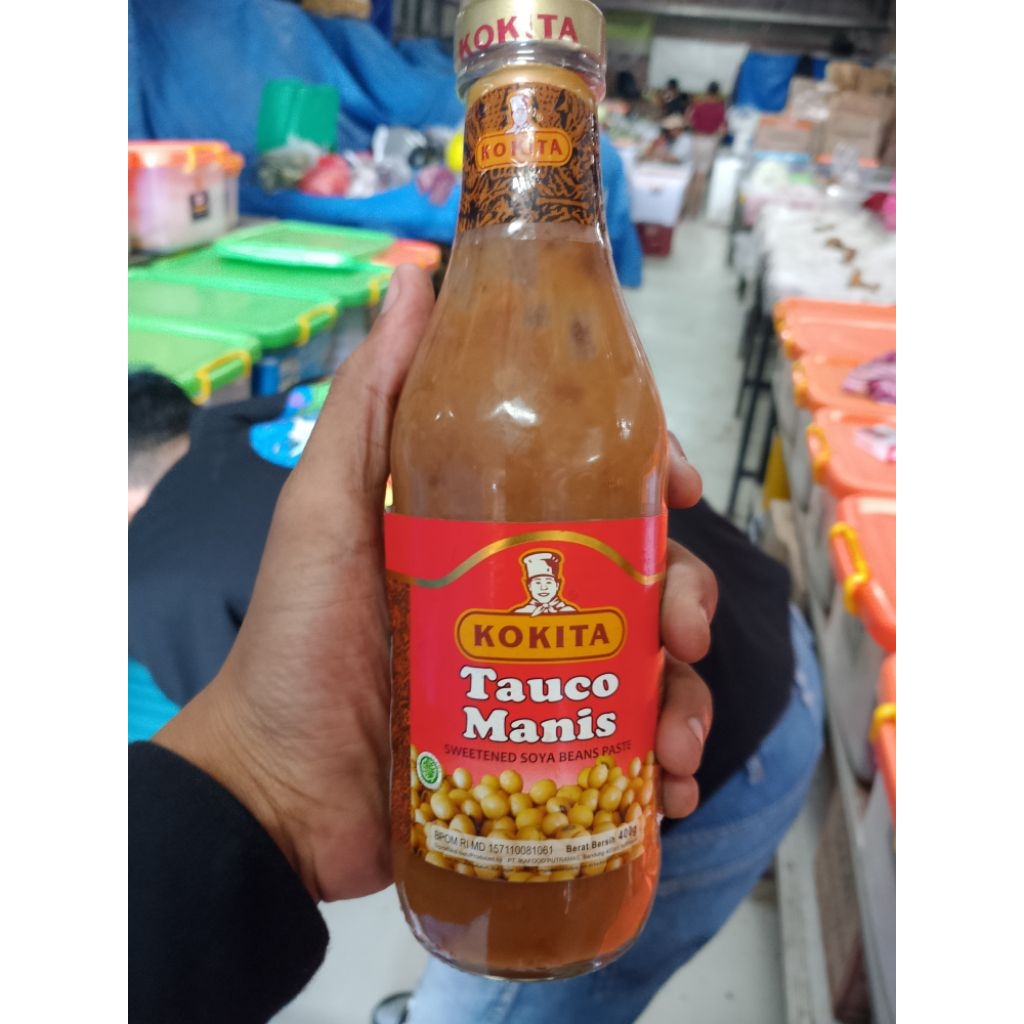 KOKITA
KOKITA
KOKITA
Tauco
Manis
SWEETENED SOYA BEANS PASTE
BPOM RI MD 157110081061 Berat Bersih 400g